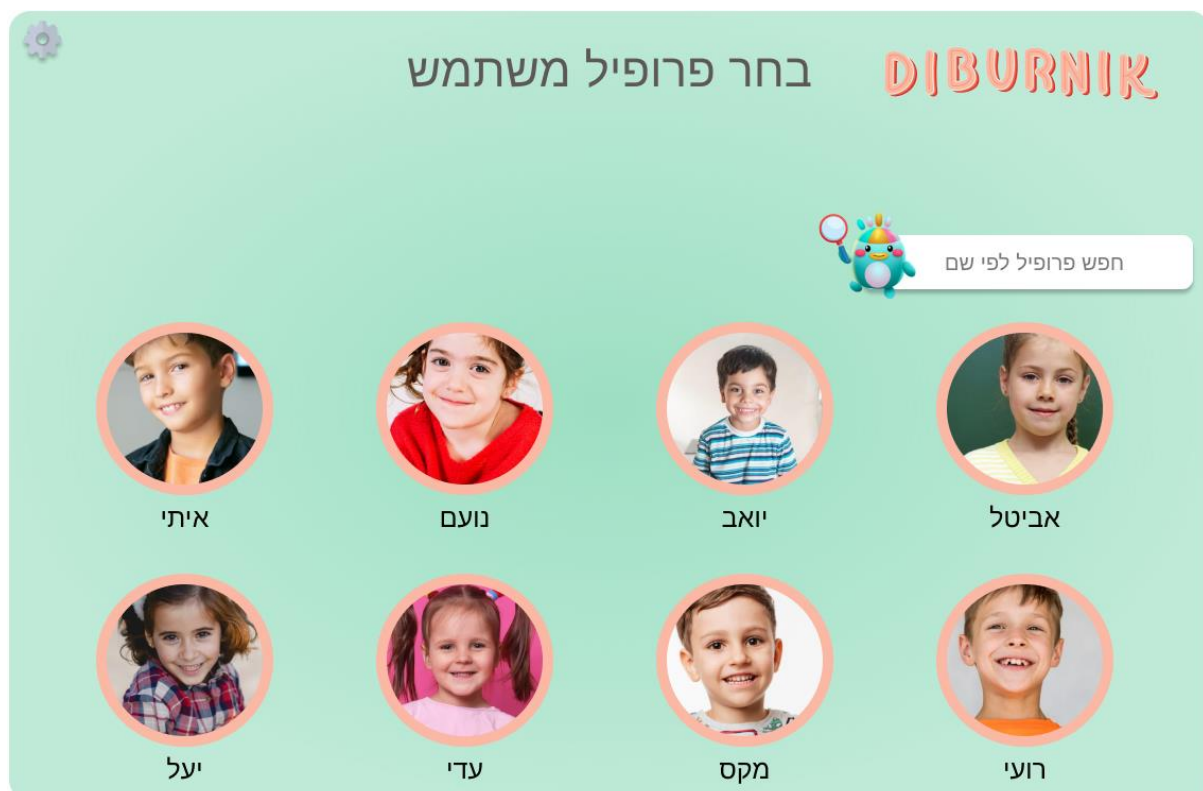 בחר פרופיל משתמש
DIBURNIK
חפש פרופיל לפי שם
אביטל
יואב
נועם
איתי
רועי
מקס
עדי
יעל